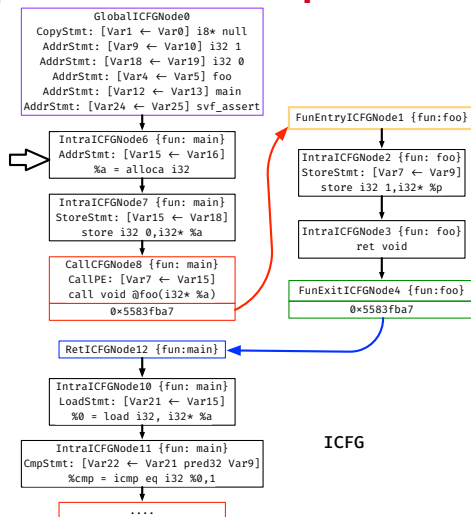 GlobalICFGNode0
CopyStmt: [Var1 ← Var0] i8* null
AddrStmt: [Var9 ← Var10] i32 1
AddrStmt: [Var18 ← Var19] i32 0
AddrStmt: [Var4 ← Var5] foo
AddrStmt: [Var12 ← Var13] main
AddrStmt: [Var24 ← Var25] svf_assert
IntraICFGNode6 {fun: main}
AddrStmt: [Var15 ← Var16]
%a = alloca i32
IntraICFGNode7 {fun: main}
StoreStmt: [Var15 ← Var18]
store i32 0,i32* %a
CallCFGNode8 {fun: main}
CallPE: [Var7 ← Var15]
call void @foo(i32* %a)
0×5583fba7
FunEntryICFGNode1 {fun:foo}
IntraICFGNode2 {fun: foo}
StoreStmt: [Var7 ← Var9]
store i32 1,i32* %p
IntraICFGNode3 {fun: foo}
ret void
FunExitICFGNode4 {fun:foo}
0×5583fba7
RetICFGNode12 {fun:main}
IntraICFGNode10 {fun: main}
LoadStmt: [Var21 ← Var15]
%0 = load i32, i32* %a
IntraICFGNode11 {fun: main}
CmpStmt: [Var22 ← Var21 pred32 Var9]
%cmp = icmp eq i32 %0,1
....
ICFG